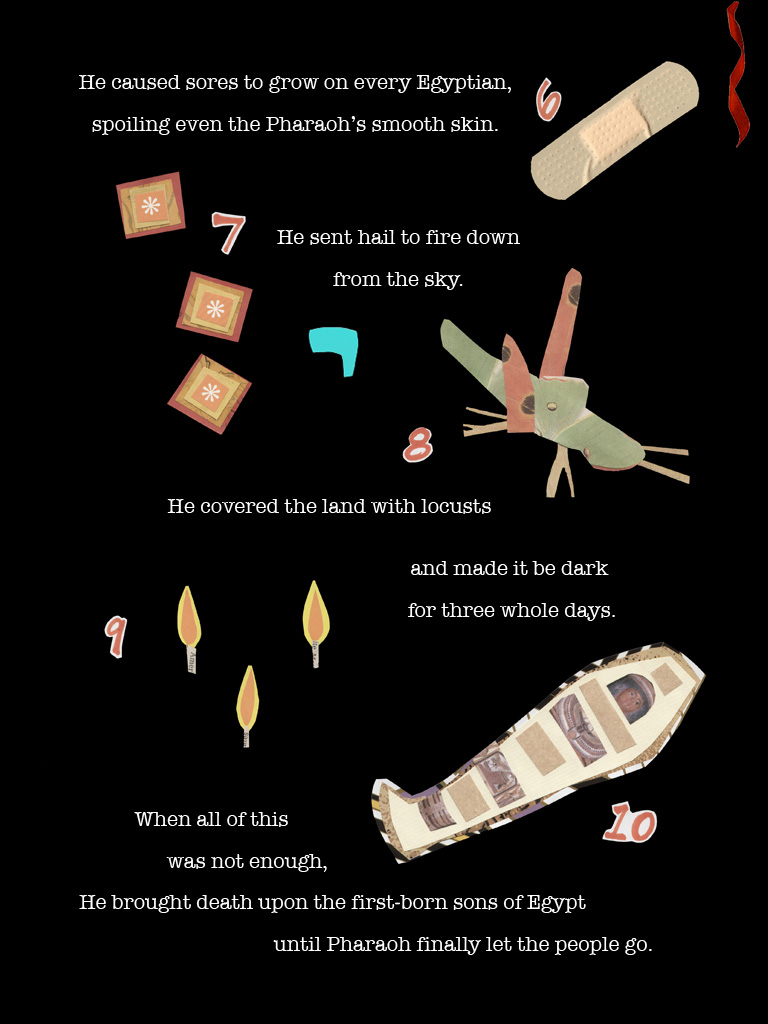 He caused sores to grow on every Egyptian,
6
spoiling even the Pharaoh's smooth skin.
7
He sent hail to fire down
from the sky.
ר
8
He covered the land with locusts
and made it be dark
for three whole days.
9
10
When all of this
was not enough,
He brought death upon the first-born sons of Egypt
until Pharaoh finally let the people go.